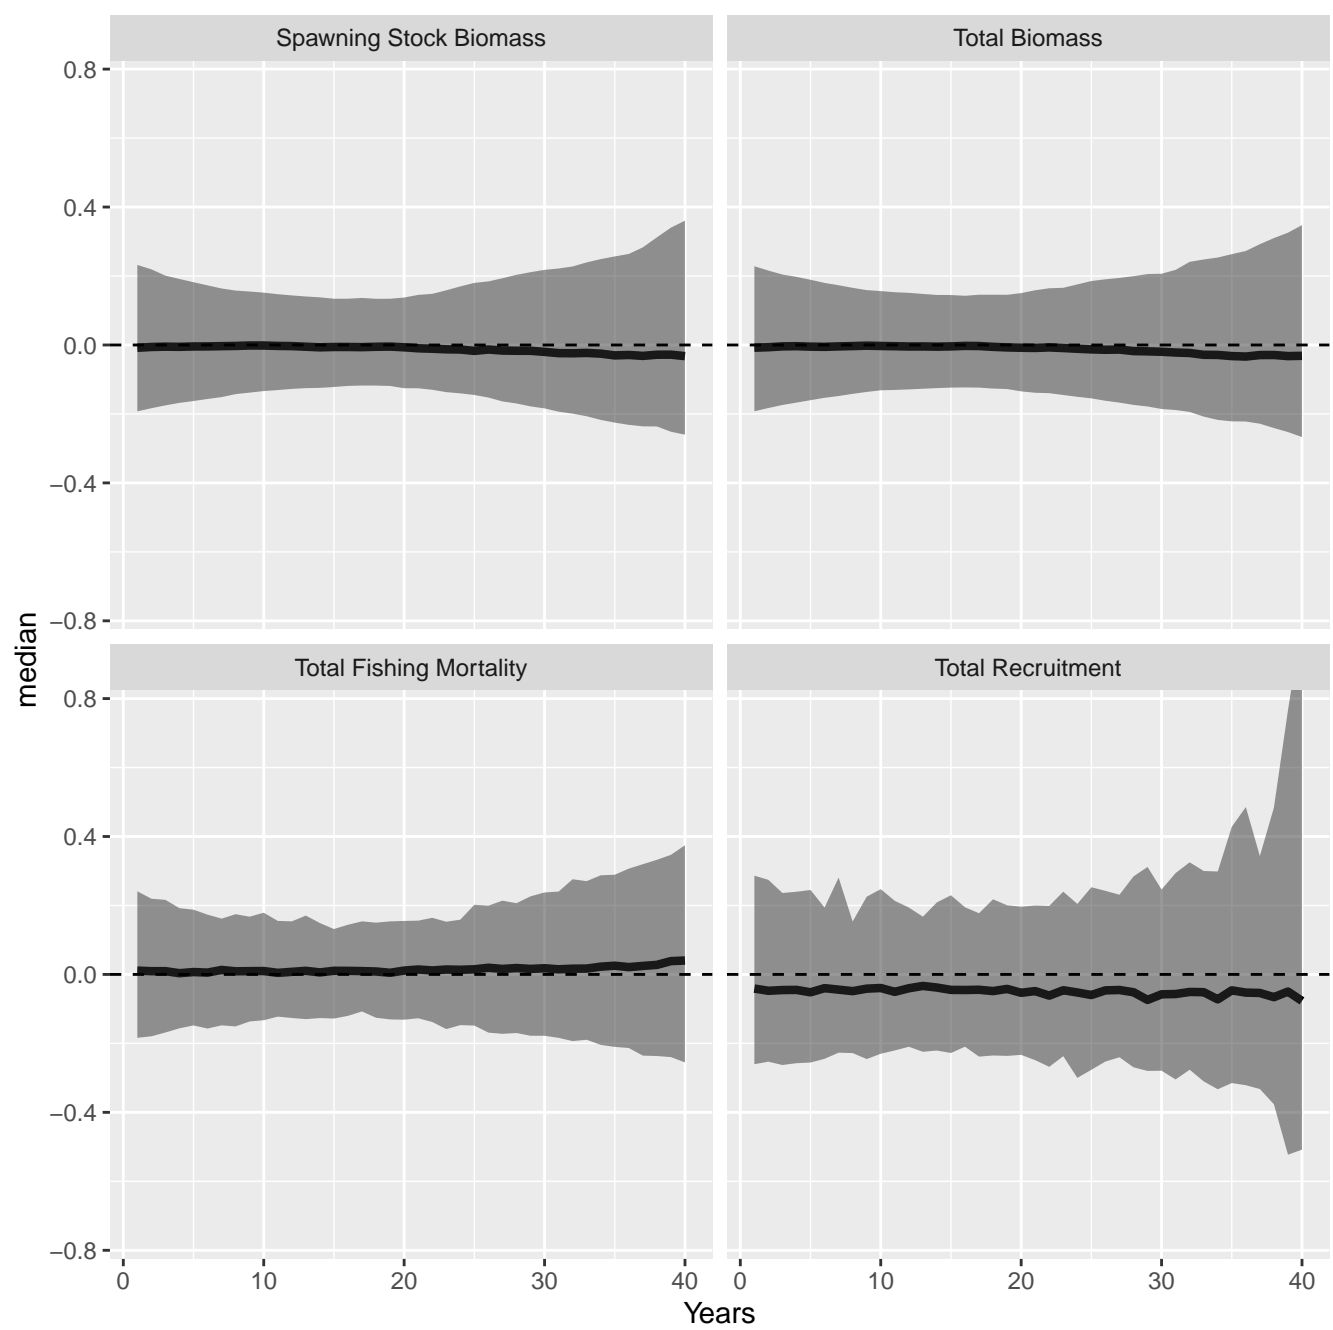 Spawning Stock Biomass
Total Biomass
0.8
0.4
0.0
−0.4
−0.8
median
Total Fishing Mortality
Total Recruitment
0.8
0.4
0.0
−0.4
−0.8
0 10 20 30 40
0 10 20 30 40
Years